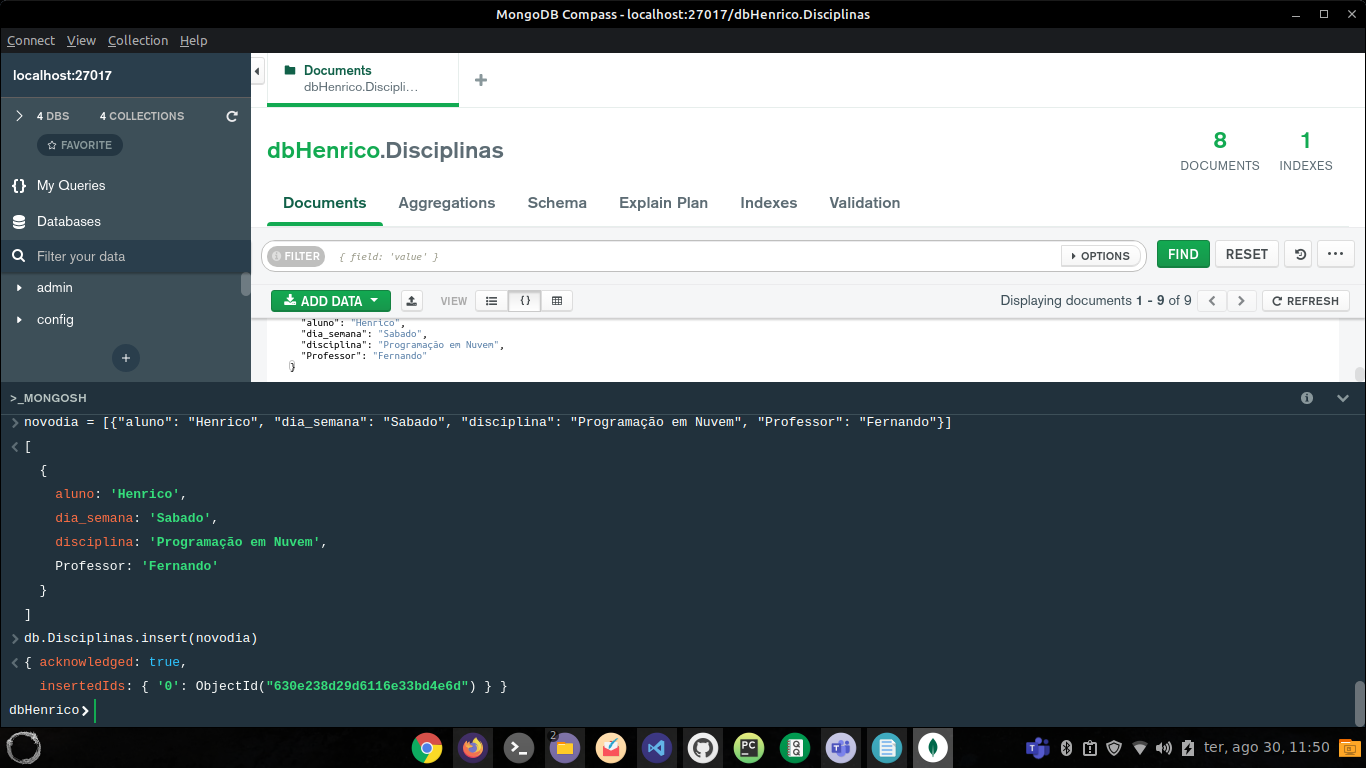 MongoDB Compass - localhost:27017/dbHenrico.Disciplinas
Connect View Collection Help
localhost:27017
4 DBS 4 COLLECTIONS
FAVORITE
My Queries
Databases
Filter your data
admin
config
Documents
dbHenrico.Discipli...
dbHenrico.Disciplinas
8
DOCUMENTS
1
INDEXES
Documents Aggregations Schema Explain Plan Indexes Validation
FILTER { field: 'value' } OPTIONS FIND RESET
ADD DATA VIEW {} Displaying documents 1 - 9 of 9 REFRESH
"aluno": "Henrico",
"dia_semana": "Sabado",
"disciplina": "Programação em Nuvem",
"Professor": "Fernando"
}
>_MONGOSH
novodia = [{"aluno": "Henrico", "dia_semana": "Sabado", "disciplina": "Programação em Nuvem", "Professor": "Fernando"}]
[
{
aluno: 'Henrico',
dia_semana: 'Sabado',
disciplina: 'Programação em Nuvem',
Professor: 'Fernando'
}
]
db.Disciplinas.insert(novodia)
{ acknowledged: true,
insertedIds: { '0': ObjectId("630e238d29d6116e33bd4e6d") } }
dbHenrico>
2
PC
QQ
ter, ago 30, 11:50